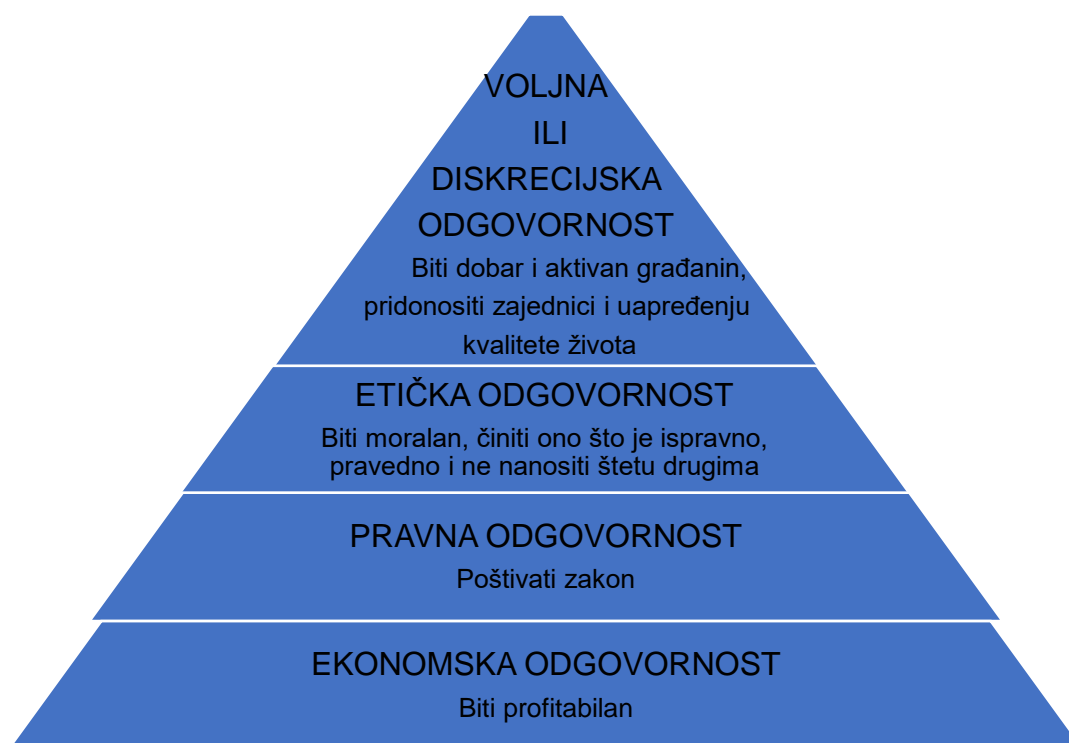 VOLJNA
ILI
DISKRECIJSKA
ODGOVORNOST
Biti dobar i aktivan građanin,
pridonositi zajednici i uapređenju
kvalitete života
ETIČKA ODGOVORNOST
Biti moralan, činiti ono što je ispravno,
pravedno i ne nanositi štetu drugima
PRAVNA ODGOVORNOST
Poštivati zakon
EKONOMSKA ODGOVORNOST
Biti profitabilan